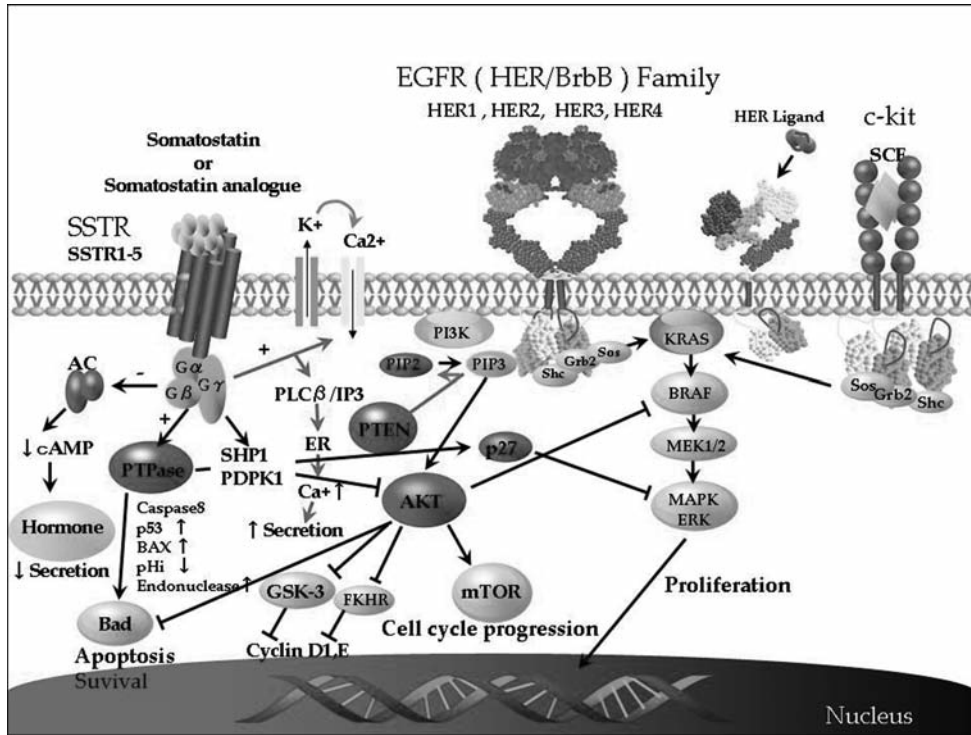 EGFR ( HER/BrbB ) Family
HER1 , HER2, HER3, HER4
HER Ligand
c-kit
SCF
Somatostatin
or
Somatostatin analogue
SSTR
SSTR1-5
K+
Ca2+
PI3K
PIP2
PIP3
Shc
Grb2
Sos
KRAS
Sos
Grb2
Shc
AC
-
Gα
Gβ
Gγ
+
+
PLCβ/IP3
PTEN
BRAF
↓ cAMP
PTPase
SHP1
PDPK1
ER
p27
MEK1/2
Ca+ ↑
AKT
MAPK
ERK
Hormone
↓ Secretion
Caspase8
p53 ↑
BAX ↑
pHi ↓
Endonuclease ↑
↑ Secretion
Bad
GSK-3
FKHR
mTOR
Proliferation
Cell cycle progression
Cyclin D1,E
Apoptosis
Suvival
Nucleus